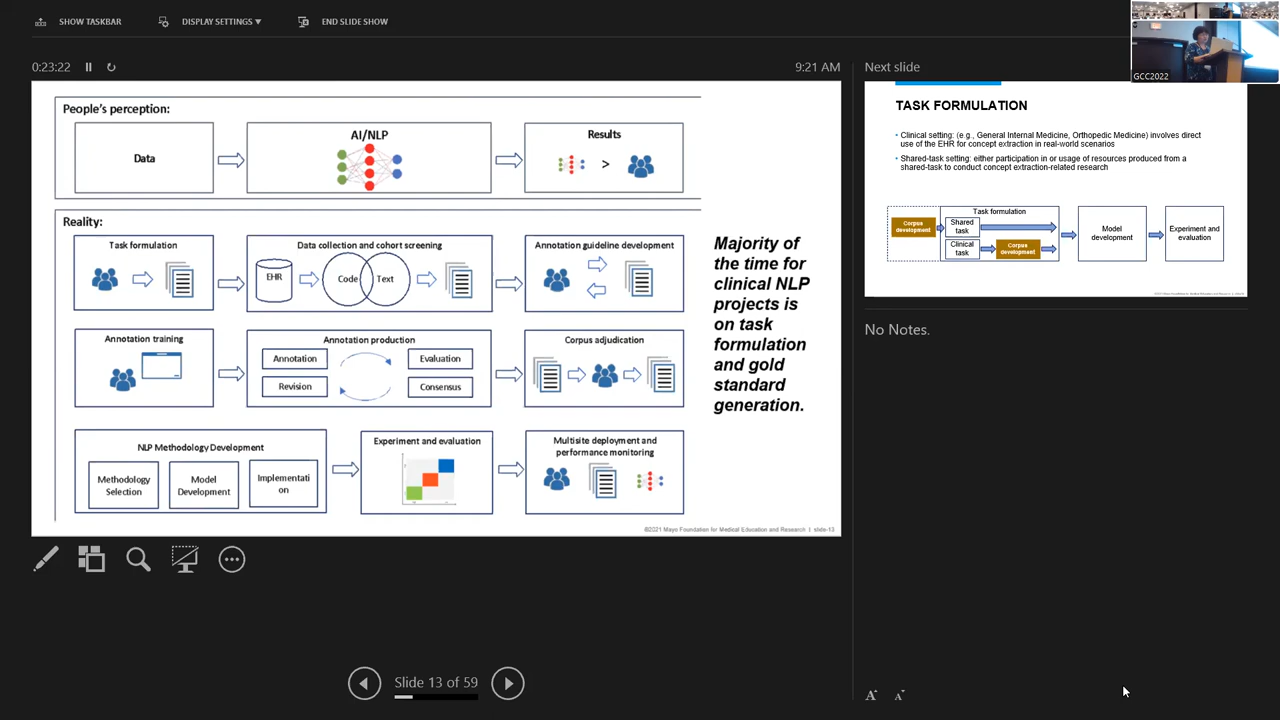 SHOW TASKBAR
DISPLAY SETTINGS
END SLIDE SHOW
0:23:22
9:21 AM
People's perception:
Data
AI/NLP
Results
>
Reality:
Task formulation
Data collection and cohort screening
EHR
Code
Text
Annotation guideline development
Annotation training
Annotation production
Annotation
Evaluation
Revision
Consensus
Corpus adjudication
NLP Methodology Development
Methodology
Selection
Model
Development
Implementati
on
Experiment and evaluation
Multisite deployment and
performance monitoring
Majority of
the time for
clinical NLP
projects is
on task
formulation
and gold
standard
generation.
©2021 Mayo Foundation for Medical Education and Research | slide-13
Slide 13 of 59
Next slide
GCC2022
TASK FORMULATION
• Clinical setting: (e.g., General Internal Medicine, Orthopedic Medicine) involves direct
use of the EHR for concept extraction in real-world scenarios
• Shared-task setting: either participation in or usage of resources produced from a
shared-task to conduct concept extraction-related research
Corpus
development
Task formulation
Shared
task
Clinical
task
Corpus
development
Model
development
Experiment and
evaluation
No Notes.
A
A